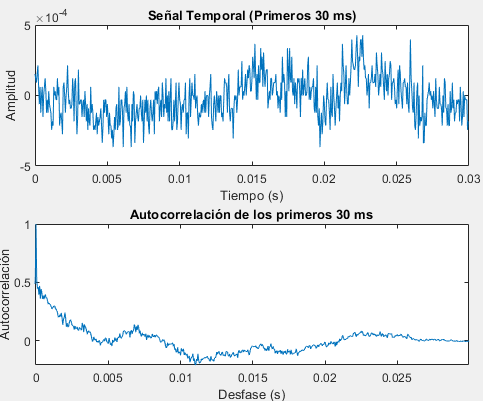 Señal Temporal (Primeros 30 ms)
×10⁻⁴
5
0
-5
Amplitud
0 0.005 0.01 0.015 0.02 0.025 0.03
Tiempo (s)
Autocorrelación de los primeros 30 ms
1
0.5
0
Autocorrelación
0 0.005 0.01 0.015 0.02 0.025
Desfase (s)